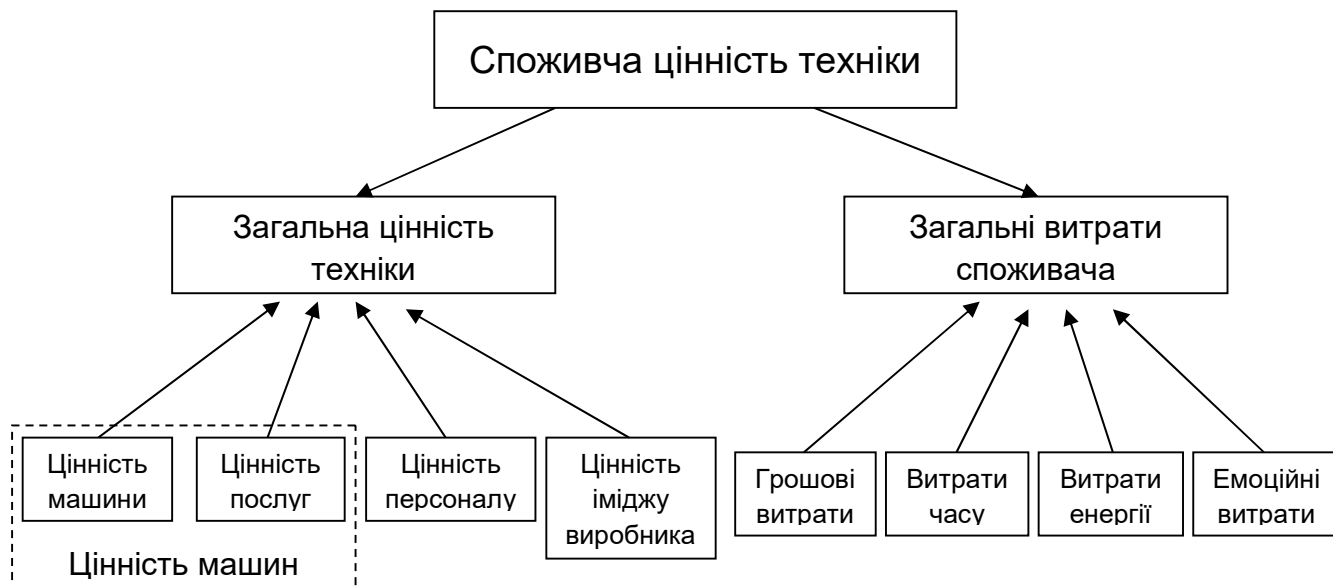 Споживча цінність техніки
Загальна цінність
техніки
Загальні витрати
споживача
Цінність
машини
Цінність
послуг
Цінність
персоналу
Цінність
іміджу
виробника
Грошові
витрати
Витрати
часу
Витрати
енергії
Емоційні
витрати
Цінність машин